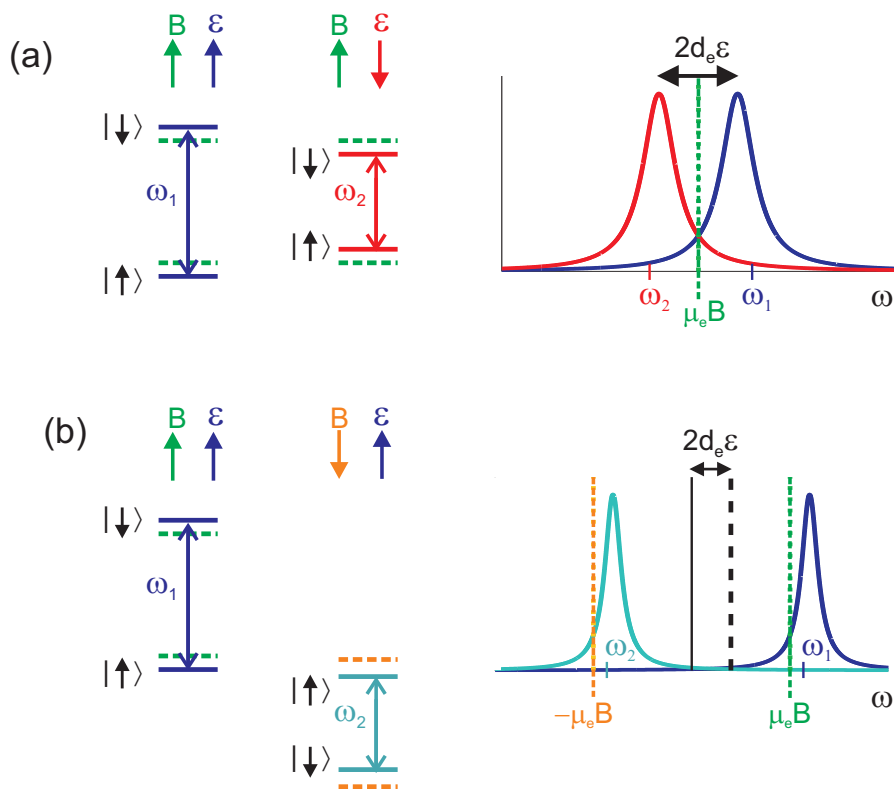 (a)
B ε B ε
2dₑε
|↓⟩
|↓⟩
ω₁
ω₂
|↑⟩
|↑⟩
ω₂ μₑB ω₁ ω
(b)
B ε B ε
2dₑε
|↓⟩
ω₁
|↑⟩
|↑⟩
ω₂
|↓⟩
ω₂ ω₁
−μₑB μₑB ω